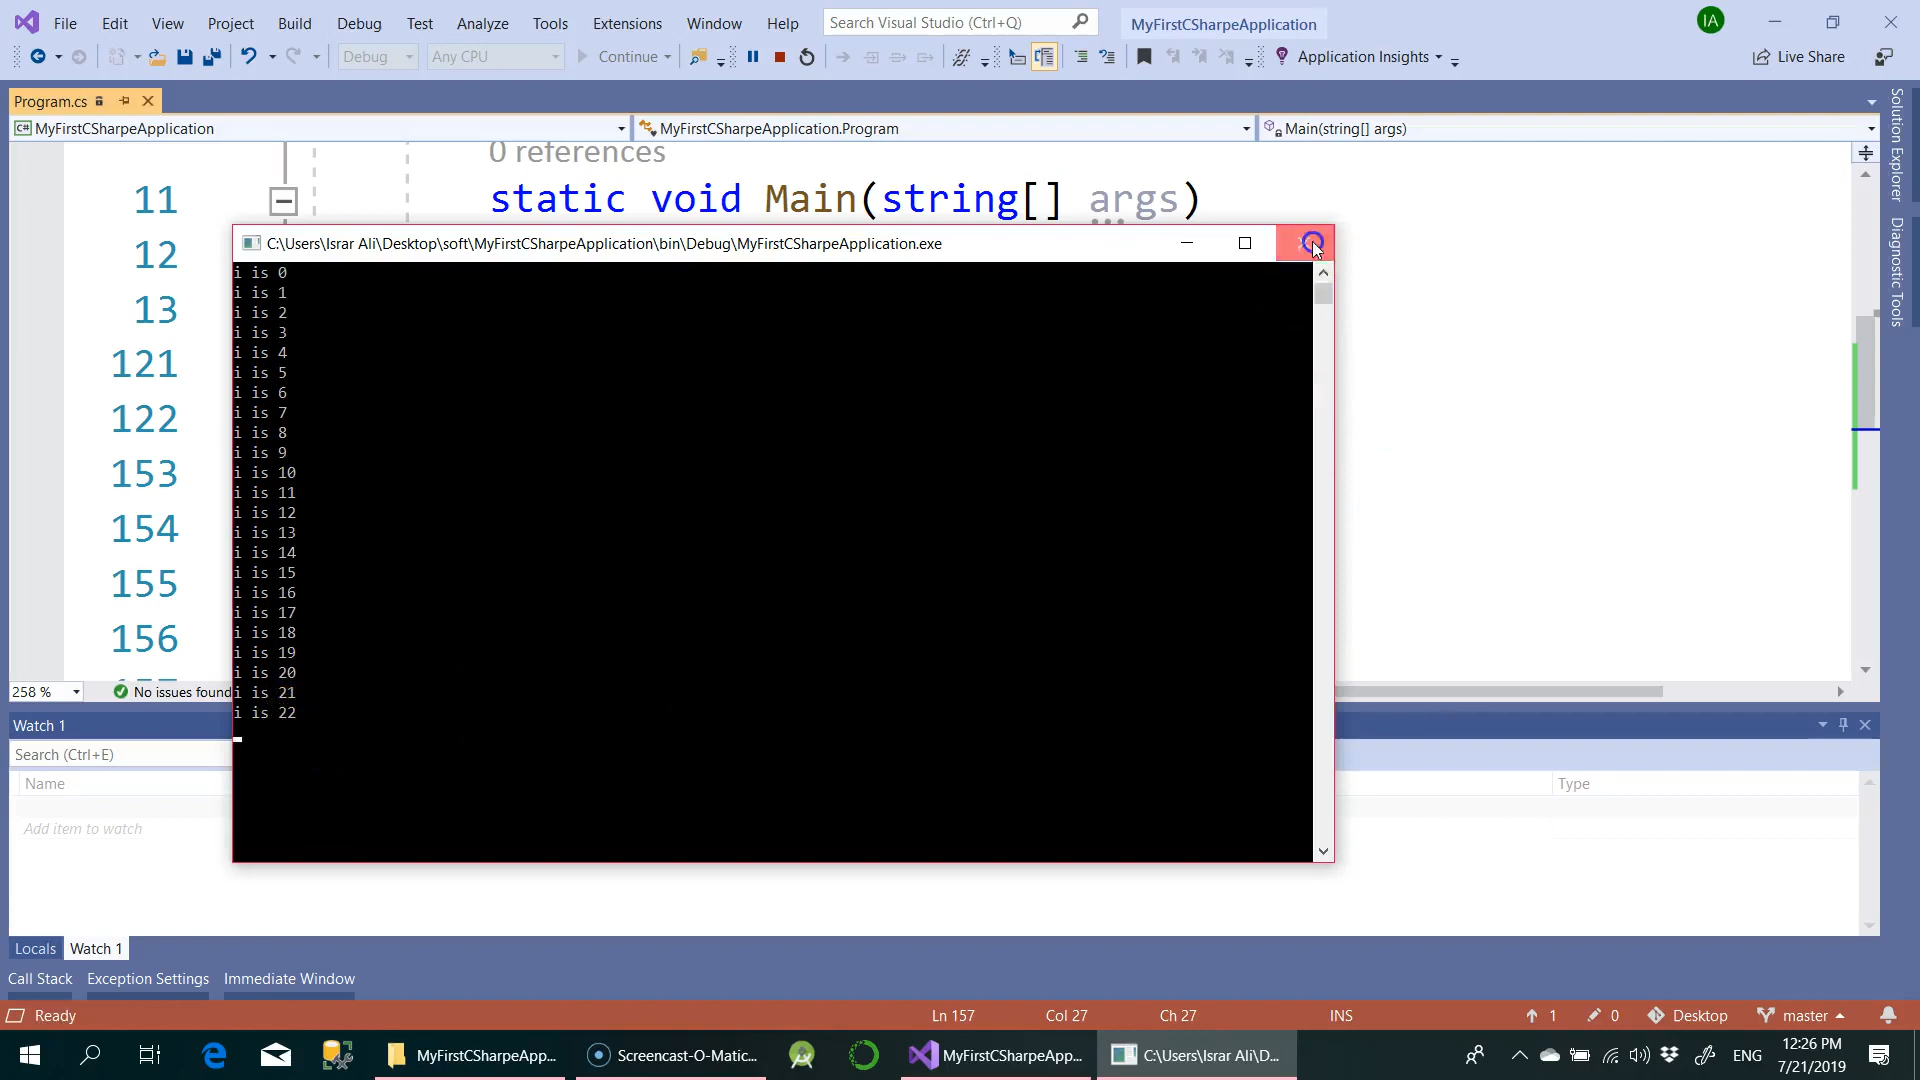 File Edit View Project Build Debug Test Analyze Tools Extensions Window Help Search Visual Studio (Ctrl+Q) MyFirstCSharpeApplication IA
Debug Any CPU Continue Application Insights Live Share
Program.cs
C# MyFirstCSharpeApplication MyFirstCSharpeApplication.Program Main(string[] args)
Solution Explorer
Diagnostic Tools
0 references
11 static void Main(string[] args)
12
13
121
122
153
154
155
156
C:\Users\Israr Ali\Desktop\soft\MyFirstCSharpeApplication\bin\Debug\MyFirstCSharpeApplication.exe
i is 0
i is 1
i is 2
i is 3
i is 4
i is 5
i is 6
i is 7
i is 8
i is 9
i is 10
i is 11
i is 12
i is 13
i is 14
i is 15
i is 16
i is 17
i is 18
i is 19
i is 20
i is 21
i is 22
258 % No issues found
Watch 1
Search (Ctrl+E)
Name Type
Add item to watch
Locals Watch 1
Call Stack Exception Settings Immediate Window
Ready Ln 157 Col 27 Ch 27 INS 1 0 Desktop master
MyFirstCSharpeApp... Screencast-O-Matic... MyFirstCSharpeApp... C:\Users\Israr Ali\D... ENG 12:26 PM
7/21/2019